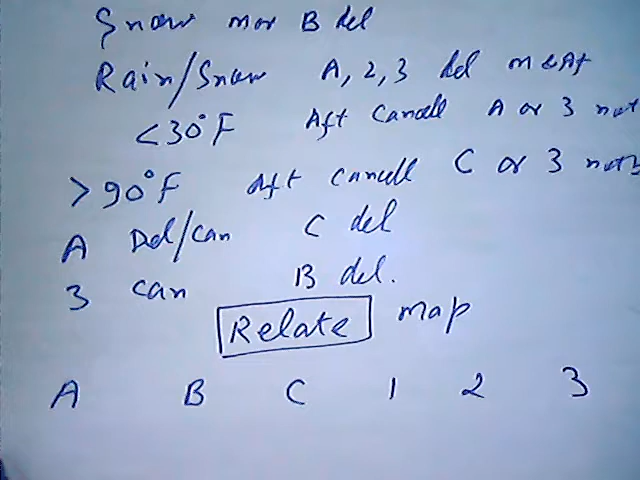 Snow mor B del
Rain/Snow A, 2, 3 del M & Af
<30°F Aft Cancell A or 3 not
>90°F Aft Cancell C or 3 not
A Del/Can C del
3 can B del.
Relate map
A B C 1 2 3